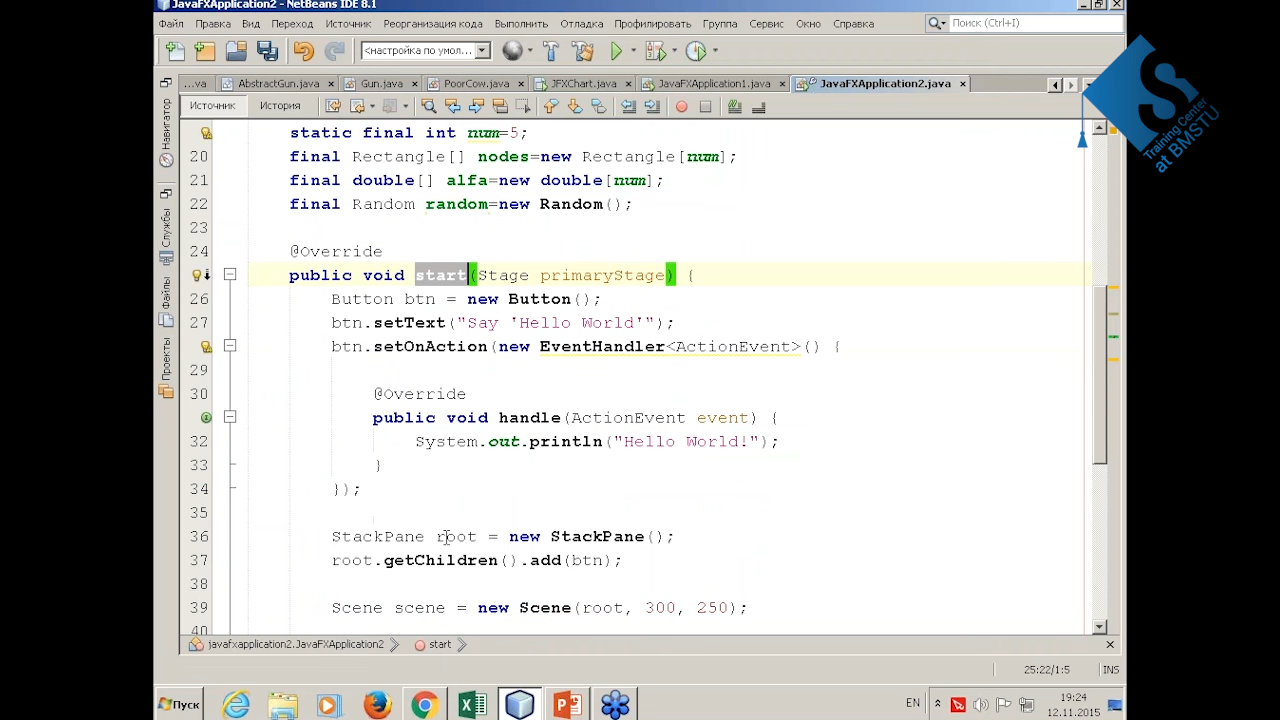 JavaFXApplication2 - NetBeans IDE 8.1
Файл Правка Вид Переход Источник Реорганизация кода Выполнить Отладка Профилировать Группа Сервис Окно Справка
Поиск (Ctrl+I)
<настройка по умол...
...va AbstractGun.java Gun.java PoorCow.java JFXChart.java JavaFXApplication1.java JavaFXApplication2.java
Источник История
Навигатор
Службы
Файлы
Проекты
static final int num=5;
20 final Rectangle[] nodes=new Rectangle[num];
21 final double[] alfa=new double[num];
22 final Random random=new Random();
23
24 @Override
public void start(Stage primaryStage) {
26 Button btn = new Button();
27 btn.setText("Say 'Hello World'");
btn.setOnAction(new EventHandler<ActionEvent>() {
29
30 @Override
public void handle(ActionEvent event) {
32 System.out.println("Hello World!");
33 }
34 });
35
36 StackPane root = new StackPane();
37 root.getChildren().add(btn);
38
39 Scene scene = new Scene(root, 300, 250);
40
javafxapplication2.JavaFXApplication2 start
25:22/1:5 INS
Пуск
EN
19:24
12.11.2015
Training Center
at BMSTU